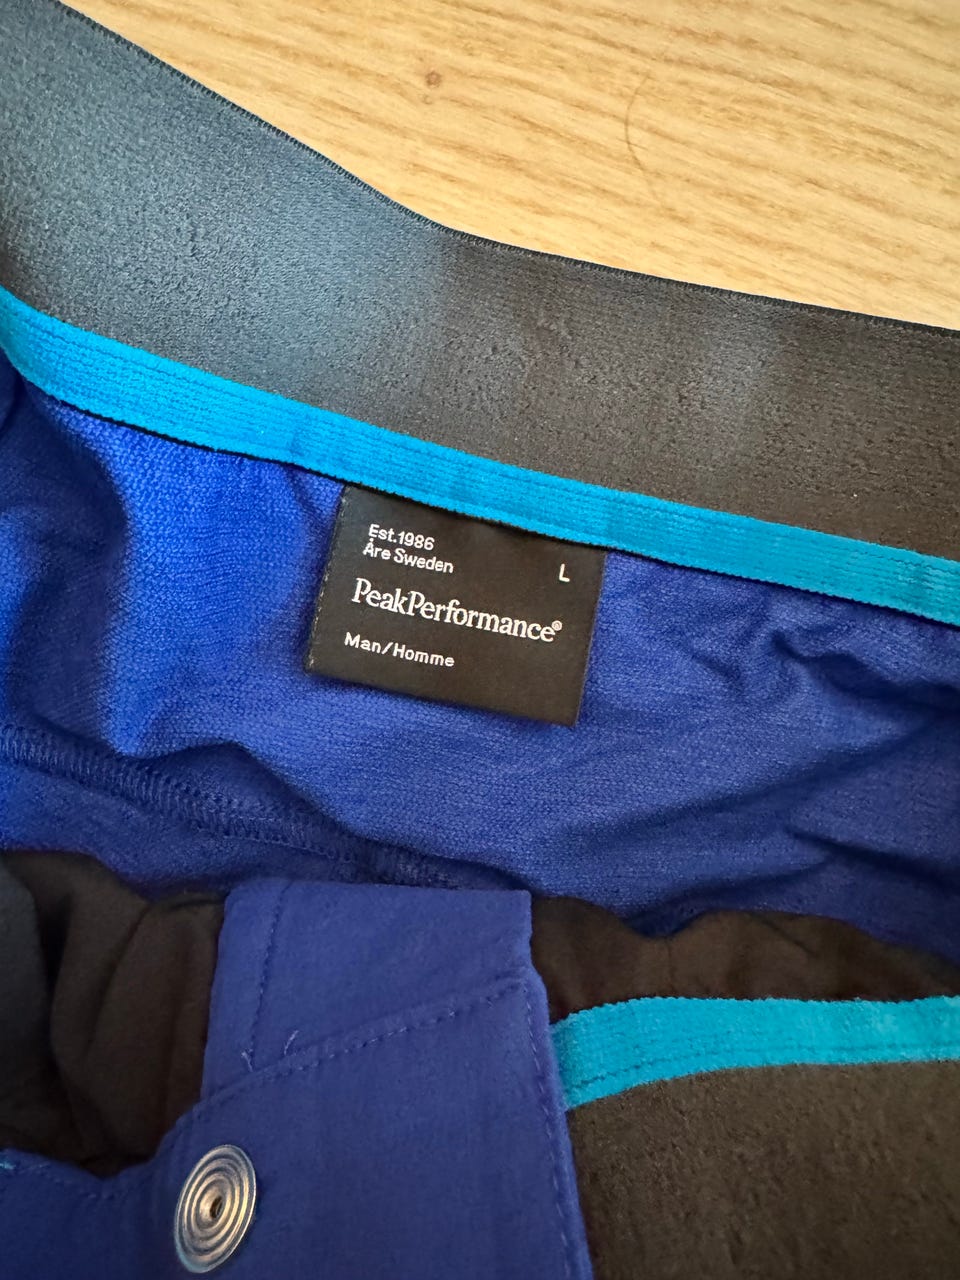 Est.1986
Åre Sweden
L
PeakPerformance®
Man/Homme